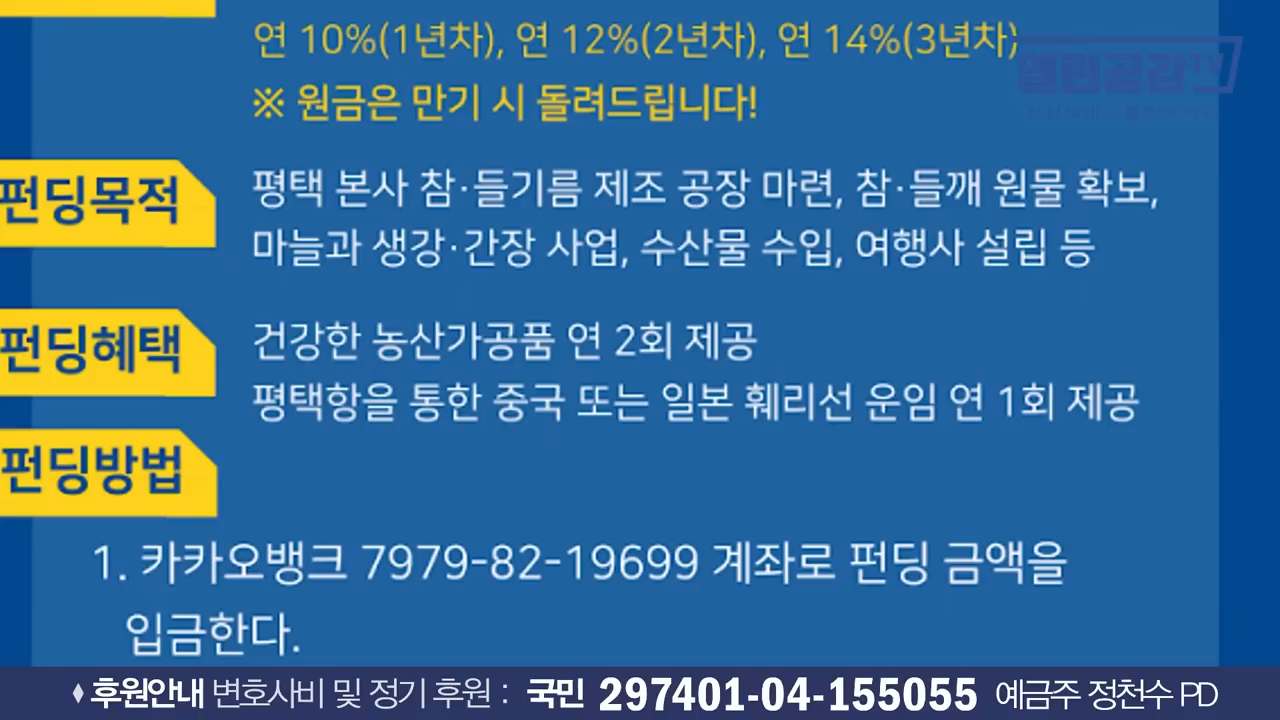 연 10%(1년차), 연 12%(2년차), 연 14%(3년차)
※ 원금은 만기 시 돌려드립니다!
열린공감TV
펀딩목적
평택 본사 참·들기름 제조 공장 마련, 참·들깨 원물 확보,
마늘과 생강·간장 사업, 수산물 수입, 여행사 설립 등
펀딩혜택
건강한 농산가공품 연 2회 제공
평택항을 통한 중국 또는 일본 훼리선 운임 연 1회 제공
펀딩방법
1. 카카오뱅크 7979-82-19699 계좌로 펀딩 금액을
입금한다.
♦ 후원안내 변호사비 및 정기 후원 : 국민 297401-04-155055 예금주 정천수 PD